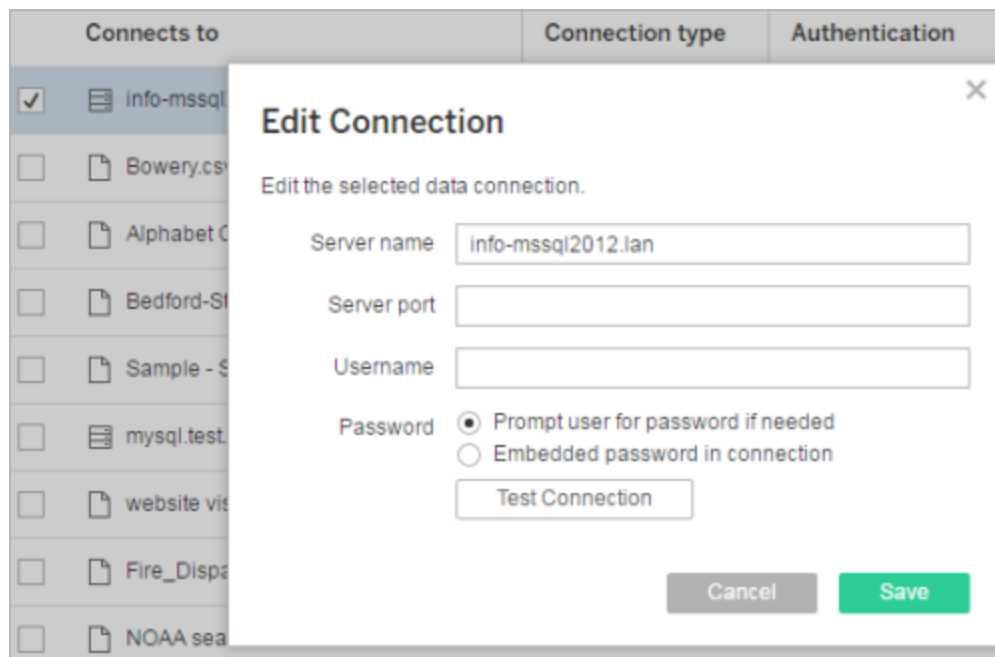 Connects to Connection type Authentication
info-mssql
Edit Connection
Bowery.cs
Edit the selected data connection.
Alphabet
Server name info-mssql2012.lan
Bedford-S
Server port
Sample - S
Username
Password Prompt user for password if needed
mysql.test.
Embedded password in connection
website vis
Test Connection
Fire_Dispa
Cancel Save
NOAA sea